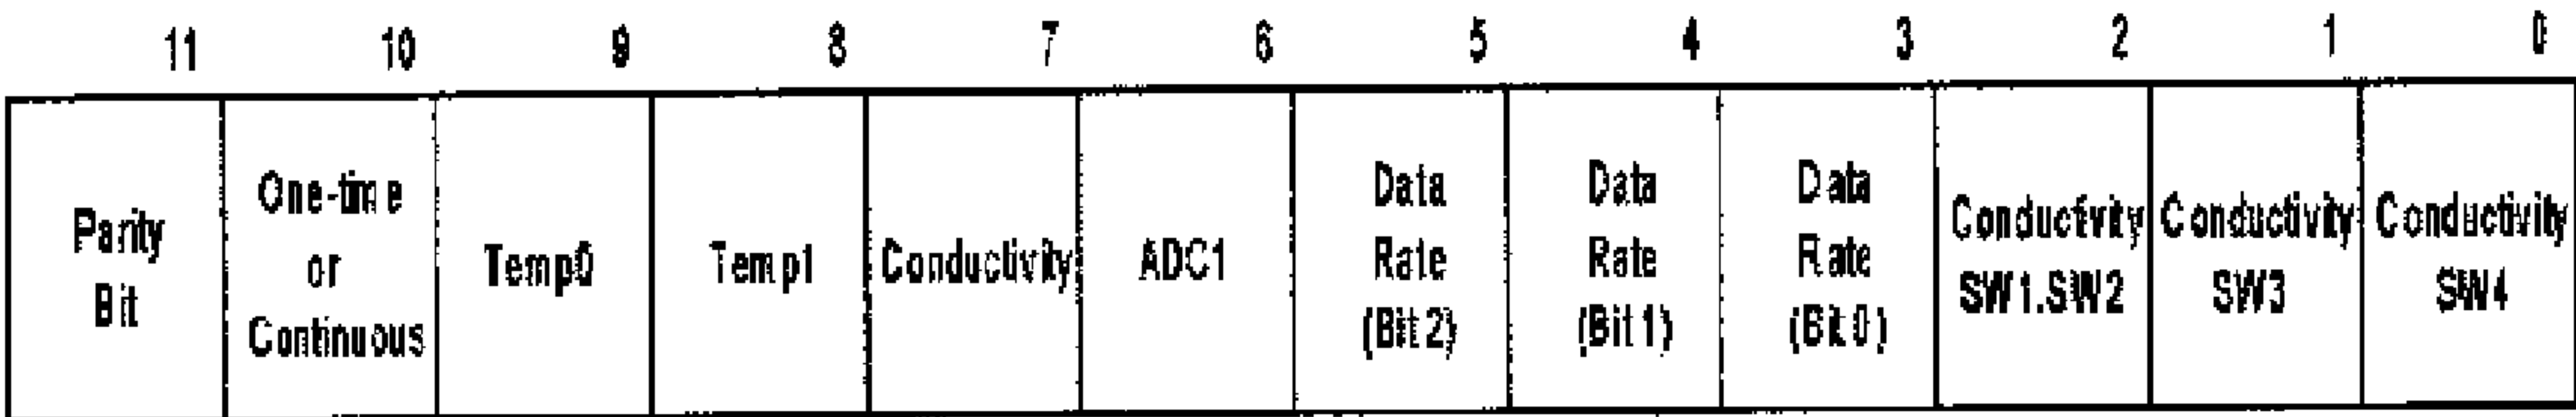 11 10 9 8 7 6 5 4 3 2 1 0
Parity
Bit
One-time
or
Continuous
Temp0
Temp1
Conductivity
ADC1
Data
Rate
(Bit 2)
Data
Rate
(Bit 1)
Data
Rate
(Bit 0)
Conductivity
SW1.SW2
Conductivity
SW3
Conductivity
SW4